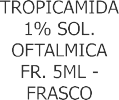 TROPICAMIDA
1% SOL.
OFTALMICA
FR. 5ML -
FRASCO